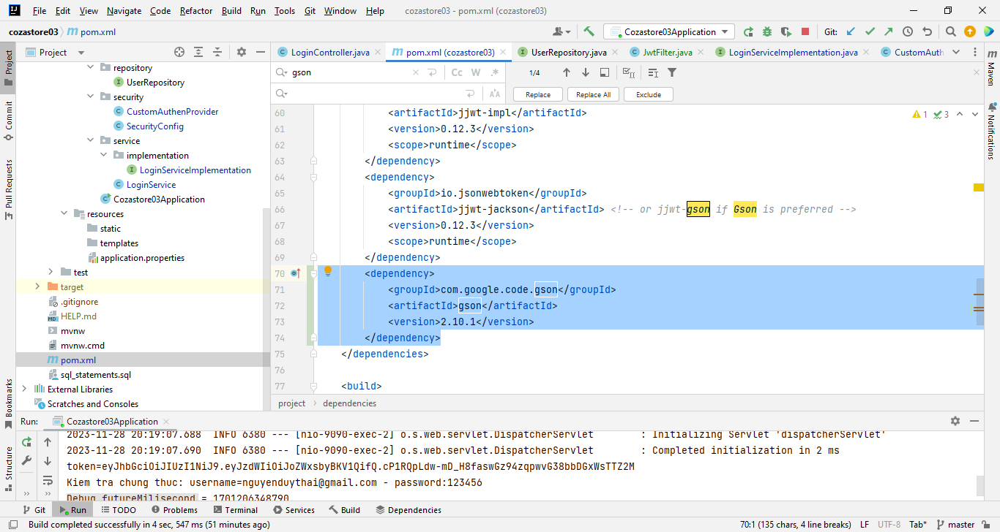 File Edit View Navigate Code Refactor Build Run Tools Git Window Help cozastore03 - pom.xml (cozastore03)
cozastore03 pom.xml
Cozastore03Application
Git:
Project
LoginController.java
pom.xml (cozastore03)
UserRepository.java
JwtFilter.java
LoginServiceImplementation.java
CustomAuth
Project
Commit
Pull Requests
Bookmarks
Structure
Maven
Notifications
repository
UserRepository
security
CustomAuthenProvider
SecurityConfig
service
implementation
LoginServiceImplementation
LoginService
Cozastore03Application
resources
static
templates
application.properties
test
target
.gitignore
HELP.md
mvnw
mvnw.cmd
pom.xml
sql_statements.sql
External Libraries
Scratches and Consoles
gson
Cc W .*
1/4
Replace Replace All Exclude
1 3
60 <artifactId>jjwt-impl</artifactId>
61 <version>0.12.3</version>
62 <scope>runtime</scope>
63 </dependency>
64 <dependency>
65 <groupId>io.jsonwebtoken</groupId>
66 <artifactId>jjwt-jackson</artifactId> <!-- or jjwt-gson if Gson is preferred -->
67 <version>0.12.3</version>
68 <scope>runtime</scope>
69 </dependency>
70 <dependency>
71 <groupId>com.google.code.gson</groupId>
72 <artifactId>gson</artifactId>
73 <version>2.10.1</version>
74 </dependency>
75 </dependencies>
76
77 <build>
project dependencies
Run: Cozastore03Application
2023-11-28 20:19:07.688 INFO 6380 --- [nio-9090-exec-2] o.s.web.servlet.DispatcherServlet : Initializing Servlet 'dispatcherServlet'
2023-11-28 20:19:07.690 INFO 6380 --- [nio-9090-exec-2] o.s.web.servlet.DispatcherServlet : Completed initialization in 2 ms
token=eyJhbGciOiJIUzI1NiJ9.eyJzdWIiOiJoZWxsbyBKV1QifQ.cP1RQpLdw-mD_H8faswGz94zqpwvG38bbDGxWsTTZ2M
Kiem tra chung thuc: username=nguyenduythai@gmail.com - password:123456
Debug futureMilisecond = 1701206348790
Git Run TODO Problems Terminal Services Build Dependencies
Build completed successfully in 4 sec, 547 ms (51 minutes ago)
70:1 (135 chars, 4 line breaks) LF UTF-8 Tab* master